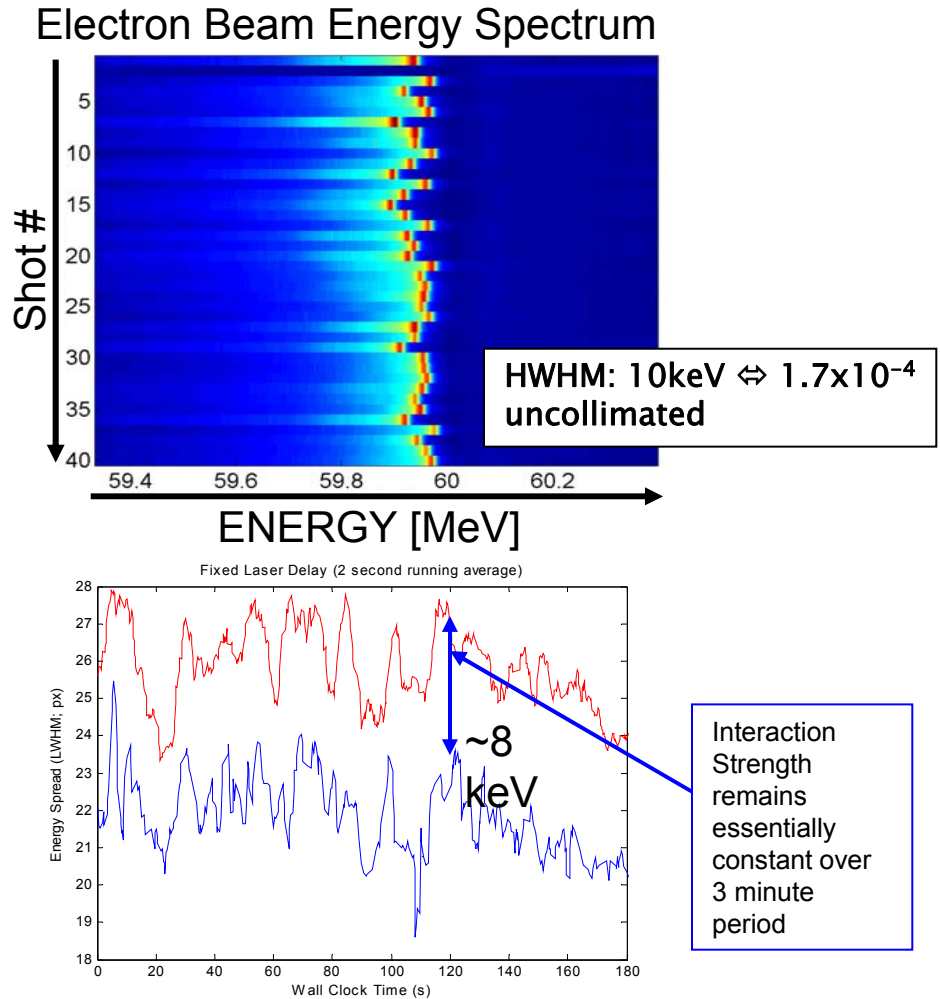 Electron Beam Energy Spectrum
Shot #
5
10
15
20
25
30
35
40
HWHM: 10keV ⇔ 1.7x10⁻⁴
uncollimated
59.4 59.6 59.8 60 60.2
ENERGY [MeV]
Fixed Laser Delay (2 second running average)
Energy Spread (LWHM; px)
28
27
26
25
24
23
22
21
20
19
18
~8
keV
Interaction
Strength
remains
essentially
constant over
3 minute
period
0 20 40 60 80 100 120 140 160 180
Wall Clock Time (s)